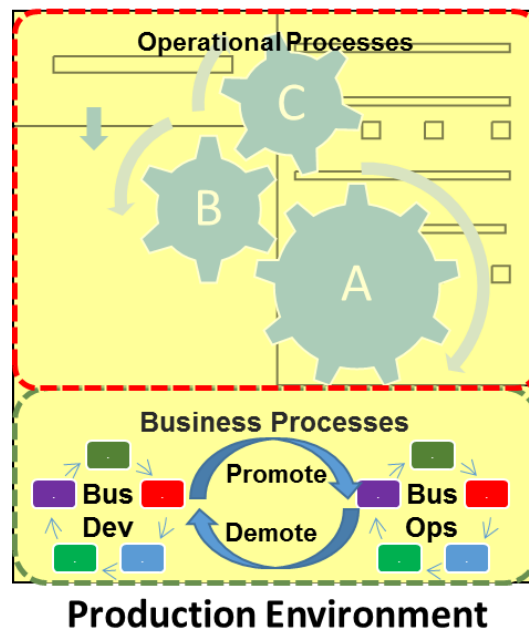 Operational Processes
C
B
A
Business Processes
Promote
Bus
Dev
Bus
Ops
Demote
Production Environment